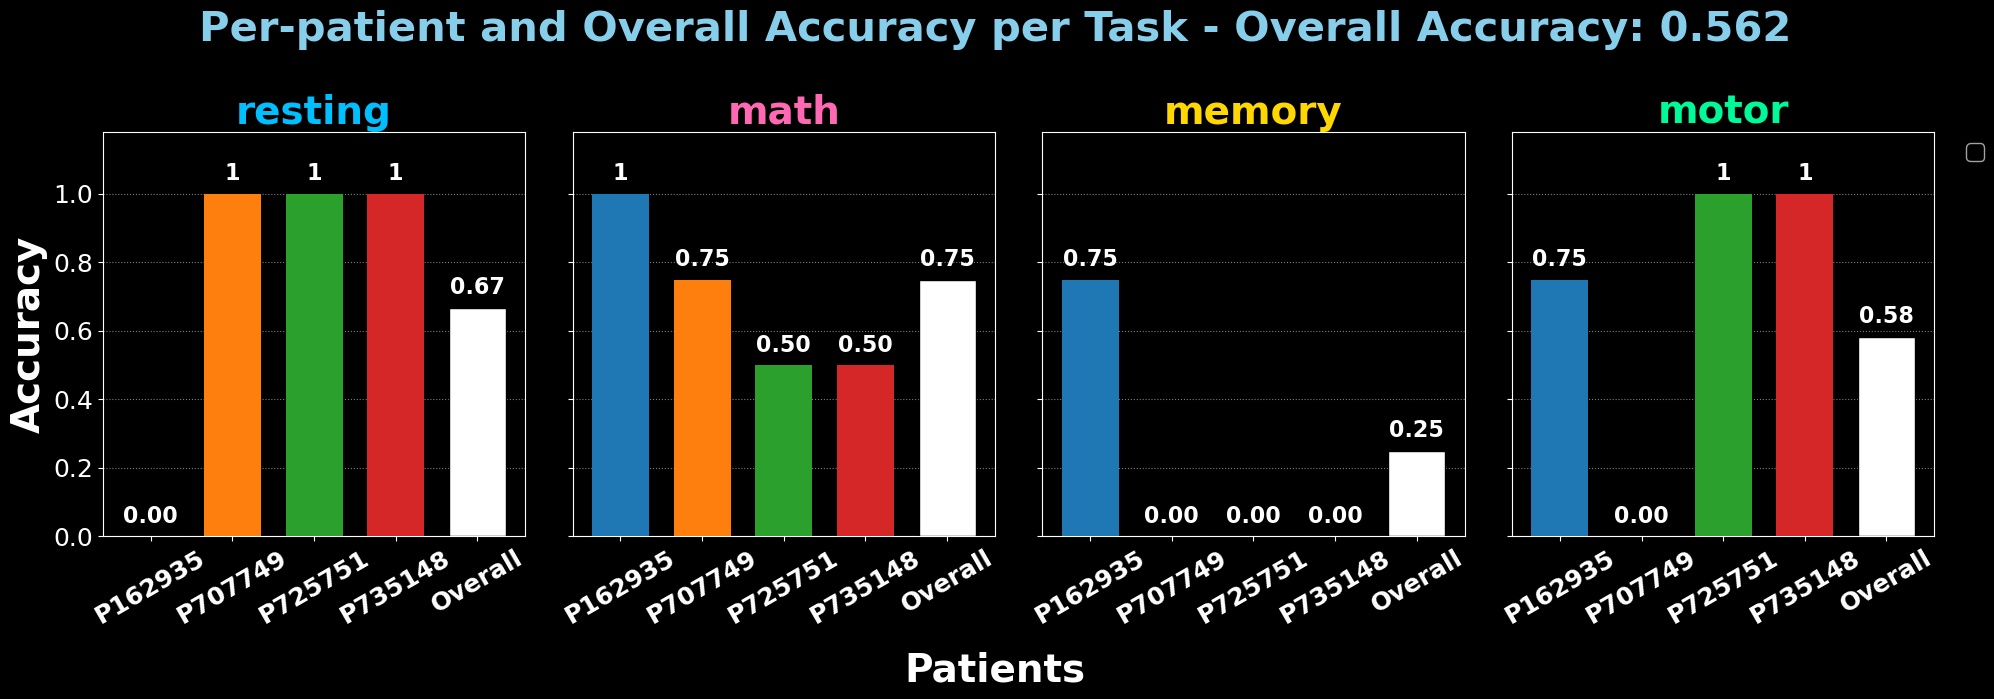 Per-patient and Overall Accuracy per Task - Overall Accuracy: 0.562
resting
math
memory
motor
Accuracy
1.0
0.8
0.6
0.4
0.2
0.0
0.00
1
1
1
0.67
P162935
P707749
P725751
P735148
Overall
1
0.75
0.50
0.50
0.75
P162935
P707749
P725751
P735148
Overall
0.75
0.00
0.00
0.00
0.25
P162935
P707749
P725751
P735148
Overall
0.75
0.00
1
1
0.58
P162935
P707749
P725751
P735148
Overall
Patients